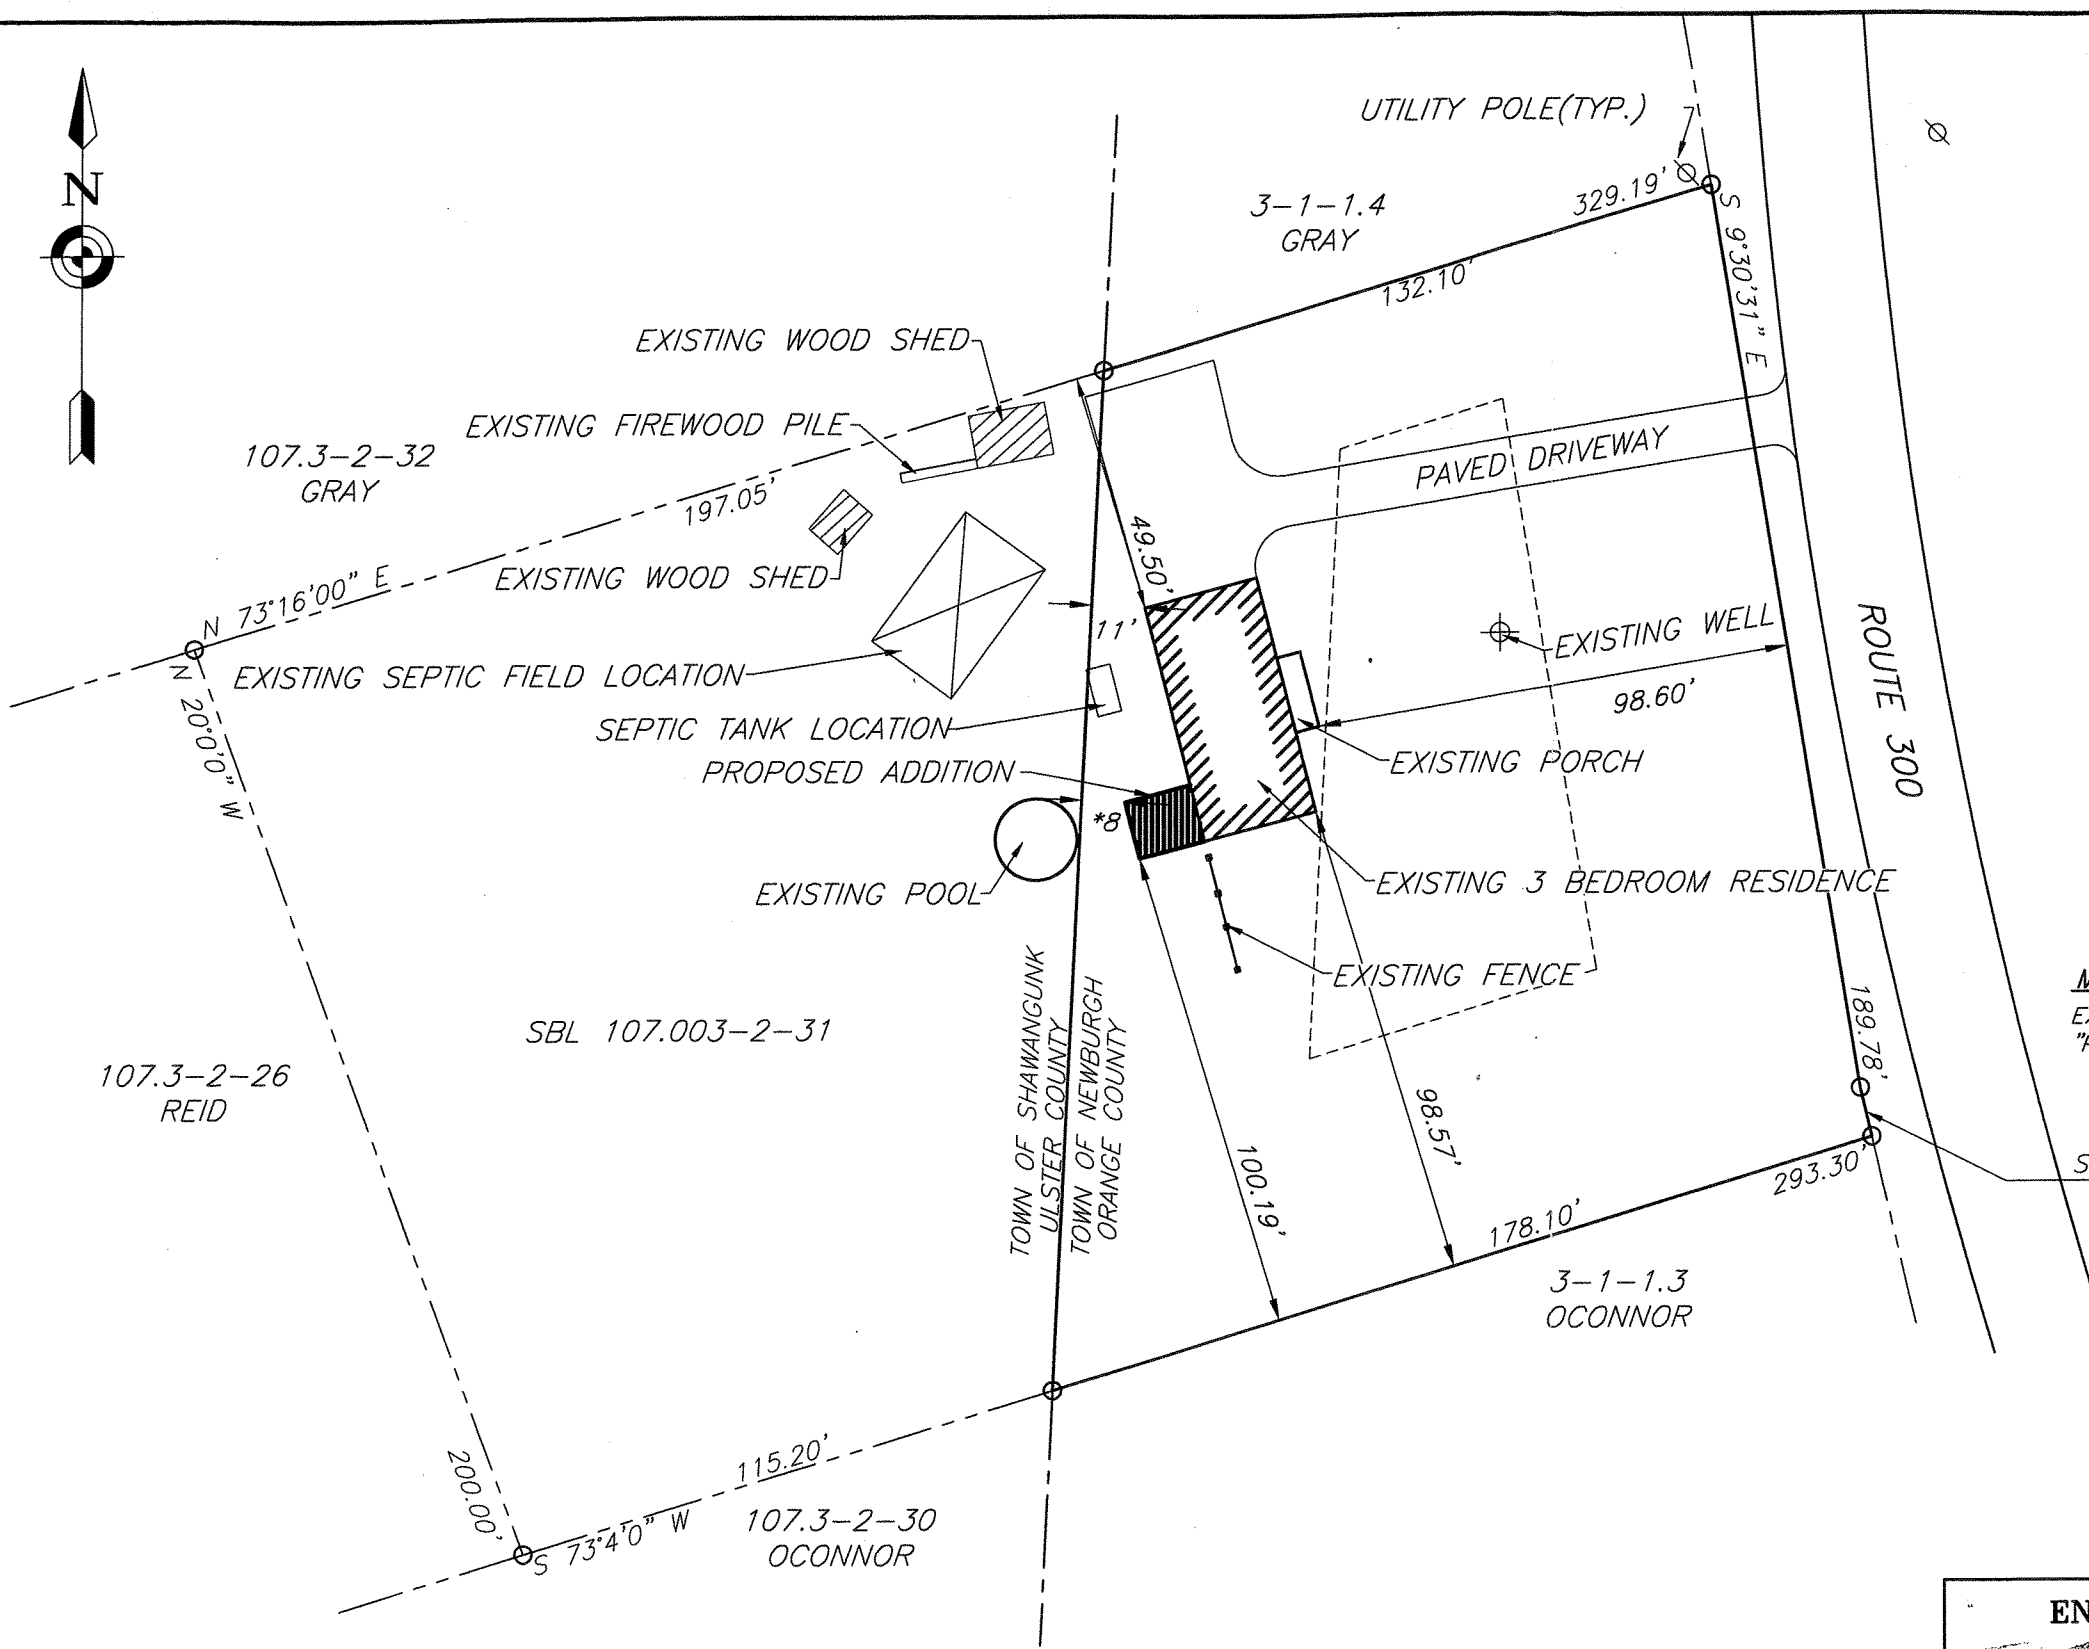 UTILITY POLE(TYP.)
N
3-1-1.4
GRAY
329.19'
S 9°30'31" E
132.10'
EXISTING WOOD SHED
EXISTING FIREWOOD PILE
107.3-2-32
GRAY
197.05'
PAVED DRIVEWAY
49.50'
EXISTING WOOD SHED
N 73°16'00" E
11'
EXISTING WELL
ROUTE 300
EXISTING SEPTIC FIELD LOCATION
N 20°0'0" W
98.60'
SEPTIC TANK LOCATION
PROPOSED ADDITION
EXISTING PORCH
*8
EXISTING POOL
EXISTING 3 BEDROOM RESIDENCE
EXISTING FENCE
TOWN OF SHAWANGUNK
ULSTER COUNTY
TOWN OF NEWBURGH
ORANGE COUNTY
SBL 107.003-2-31
189.78'
107.3-2-26
REID
98.57'
100.19'
293.30'
S
178.10'
3-1-1.3
OCONNOR
115.20'
200.00'
S 73°4'0" W
107.3-2-30
OCONNOR